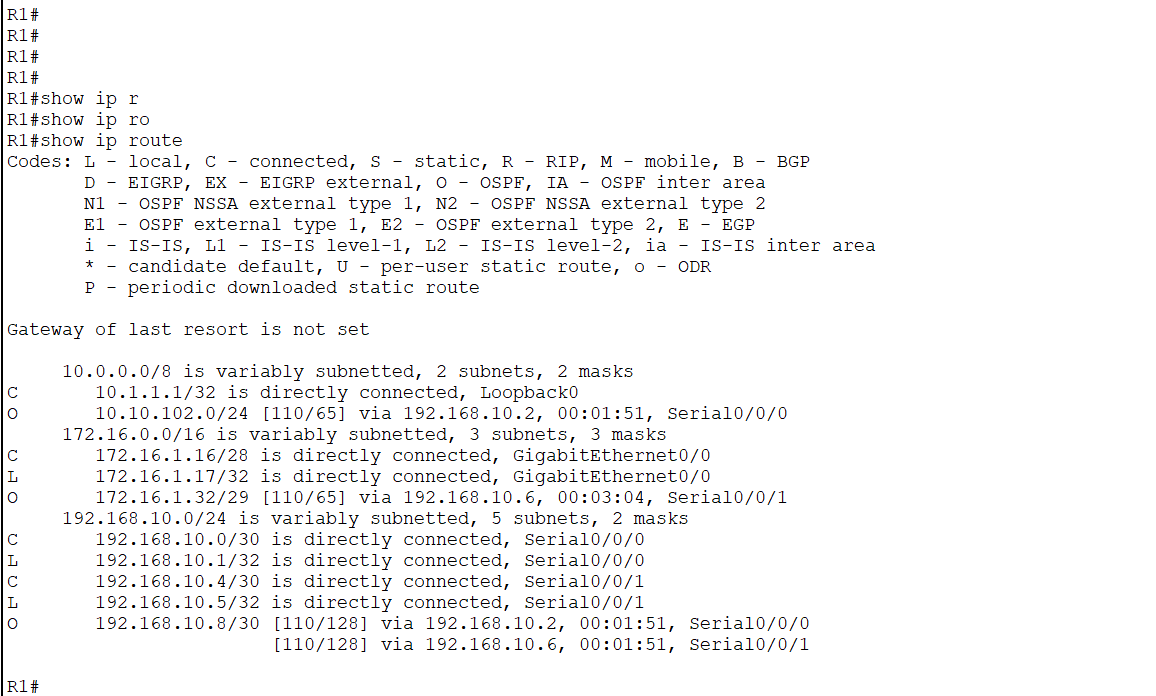 R1#
R1#
R1#
R1#
R1#show ip r
R1#show ip ro
R1#show ip route
Codes: L - local, C - connected, S - static, R - RIP, M - mobile, B - BGP
       D - EIGRP, EX - EIGRP external, O - OSPF, IA - OSPF inter area
       N1 - OSPF NSSA external type 1, N2 - OSPF NSSA external type 2
       E1 - OSPF external type 1, E2 - OSPF external type 2, E - EGP
       i - IS-IS, L1 - IS-IS level-1, L2 - IS-IS level-2, ia - IS-IS inter area
       * - candidate default, U - per-user static route, o - ODR
       P - periodic downloaded static route

Gateway of last resort is not set

     10.0.0.0/8 is variably subnetted, 2 subnets, 2 masks
C       10.1.1.1/32 is directly connected, Loopback0
O       10.10.102.0/24 [110/65] via 192.168.10.2, 00:01:51, Serial0/0/0
     172.16.0.0/16 is variably subnetted, 3 subnets, 3 masks
C       172.16.1.16/28 is directly connected, GigabitEthernet0/0
L       172.16.1.17/32 is directly connected, GigabitEthernet0/0
O       172.16.1.32/29 [110/65] via 192.168.10.6, 00:03:04, Serial0/0/1
     192.168.10.0/24 is variably subnetted, 5 subnets, 2 masks
C       192.168.10.0/30 is directly connected, Serial0/0/0
L       192.168.10.1/32 is directly connected, Serial0/0/0
C       192.168.10.4/30 is directly connected, Serial0/0/1
L       192.168.10.5/32 is directly connected, Serial0/0/1
O       192.168.10.8/30 [110/128] via 192.168.10.2, 00:01:51, Serial0/0/0
                        [110/128] via 192.168.10.6, 00:01:51, Serial0/0/1

R1#